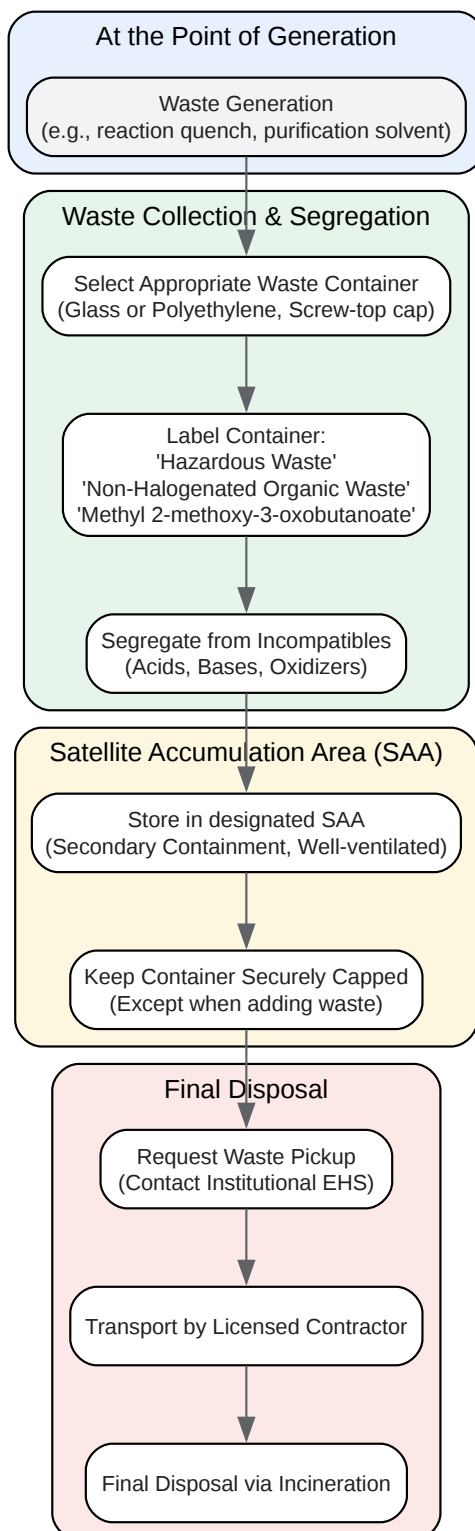 At the Point of Generation
Waste Generation
(e.g., reaction quench, purification solvent)
Waste Collection & Segregation
Select Appropriate Waste Container
(Glass or Polyethylene, Screw-top cap)
Label Container:
'Hazardous Waste'
'Non-Halogenated Organic Waste'
'Methyl 2-methoxy-3-oxobutanoate'
Segregate from Incompatibles
(Acids, Bases, Oxidizers)
Satellite Accumulation Area (SAA)
Store in designated SAA
(Secondary Containment, Well-ventilated)
Keep Container Securely Capped
(Except when adding waste)
Final Disposal
Request Waste Pickup
(Contact Institutional EHS)
Transport by Licensed Contractor
Final Disposal via Incineration